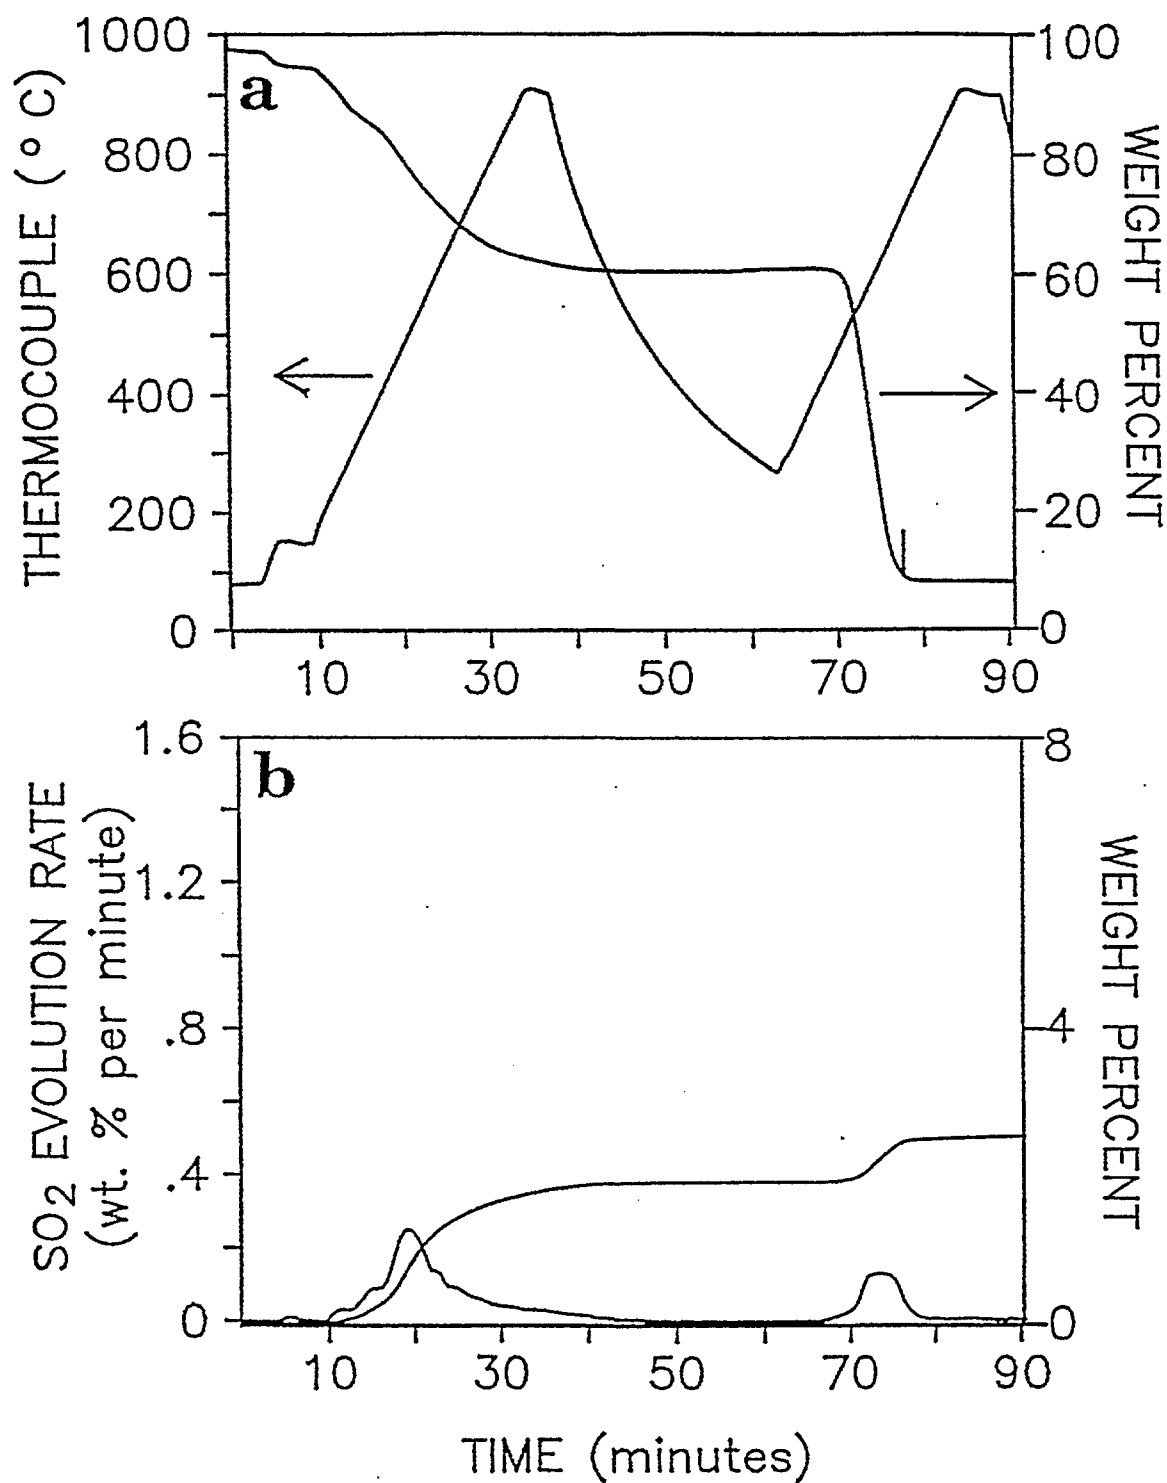 a
THERMOCOUPLE (° C)
1000
800
600
400
200
0
100
80
60
40
20
0
WEIGHT PERCENT
10 30 50 70 90
b
SO2 EVOLUTION RATE
(wt. % per minute)
1.6
1.2
.8
.4
0
8
4
0
WEIGHT PERCENT
10 30 50 70 90
TIME (minutes)